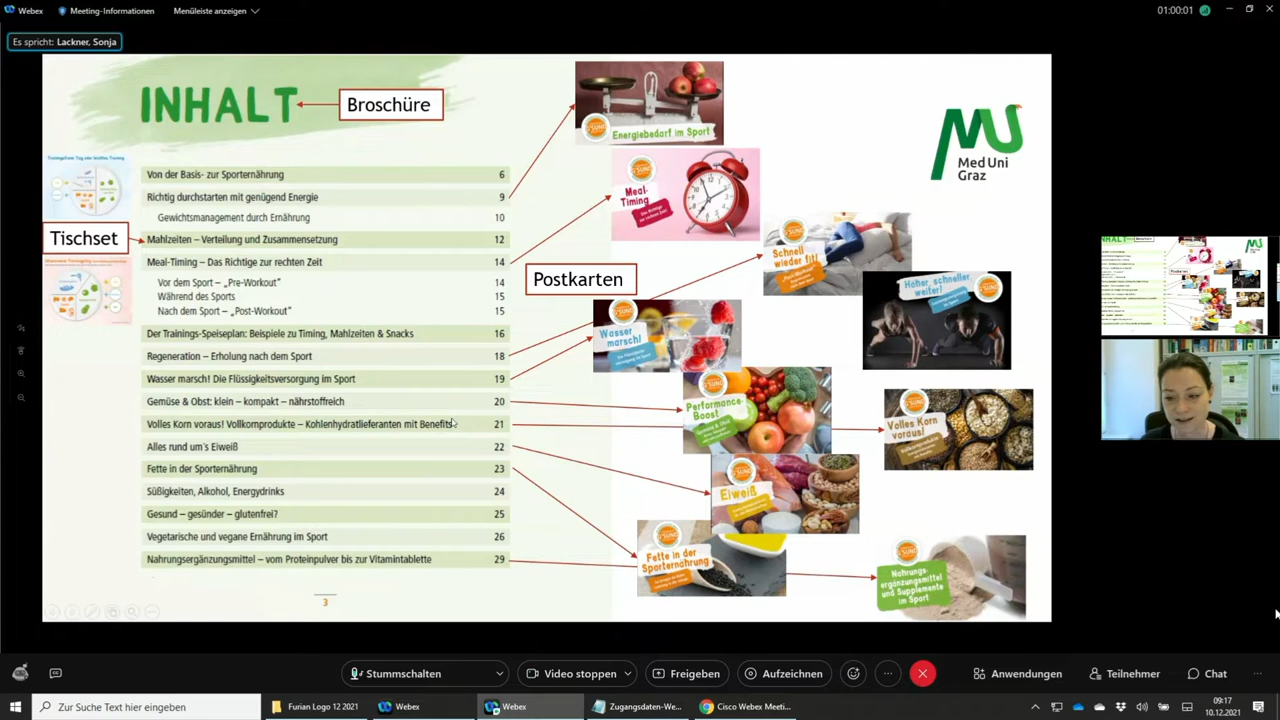 Webex
Meeting-Informationen
Menüleiste anzeigen
01:00:01
Es spricht: Lackner, Sonja
INHALT
Broschüre
Von der Basis- zur Sporternährung 6
Richtig durchstarten mit genügend Energie 9
Gewichtsmanagement durch Ernährung 10
Tischset
Mahlzeiten – Verteilung und Zusammensetzung 12
Meal-Timing – Das Richtige zur rechten Zeit 14
Vor dem Sport – „Pre-Workout"
Während des Sports 15
Nach dem Sport – „Post-Workout" 15
Der Trainings-Speiseplan: Beispiele zu Timing, Mahlzeiten & Snacks 16
Regeneration – Erholung nach dem Sport 18
Wasser marsch! Die Flüssigkeitsversorgung im Sport 19
Gemüse & Obst: klein – kompakt – nährstoffreich 20
Volles Korn voraus! Vollkornprodukte – Kohlenhydratlieferanten mit Benefits 21
Alles rund um's Eiweiß 22
Fette in der Sporternährung 23
Süßigkeiten, Alkohol, Energydrinks 24
Gesund – gesünder – glutenfrei? 25
Vegetarische und vegane Ernährung im Sport 26
Nahrungsergänzungsmittel – vom Proteinpulver bis zur Vitamintablette 29
3
Energiebedarf im Sport
Meal-
Timing
Postkarten
Schnell
wieder fit!
Höher, schneller,
weiter!
Wasser
marsch!
Performance-
Boost
Volles Korn
voraus!
Eiweiß
Fette in der
Sporternährung
Nahrungs-
ergänzungsmittel
und Supplemente
im Sport
Med Uni
Graz
Stummschalten
Video stoppen
Freigeben
Aufzeichnen
Anwendungen
Teilnehmer
Chat
Zur Suche Text hier eingeben
Furian Logo 12 2021
Webex
Webex
Zugangsdaten-We...
Cisco Webex Meeti...
09:17
10.12.2021